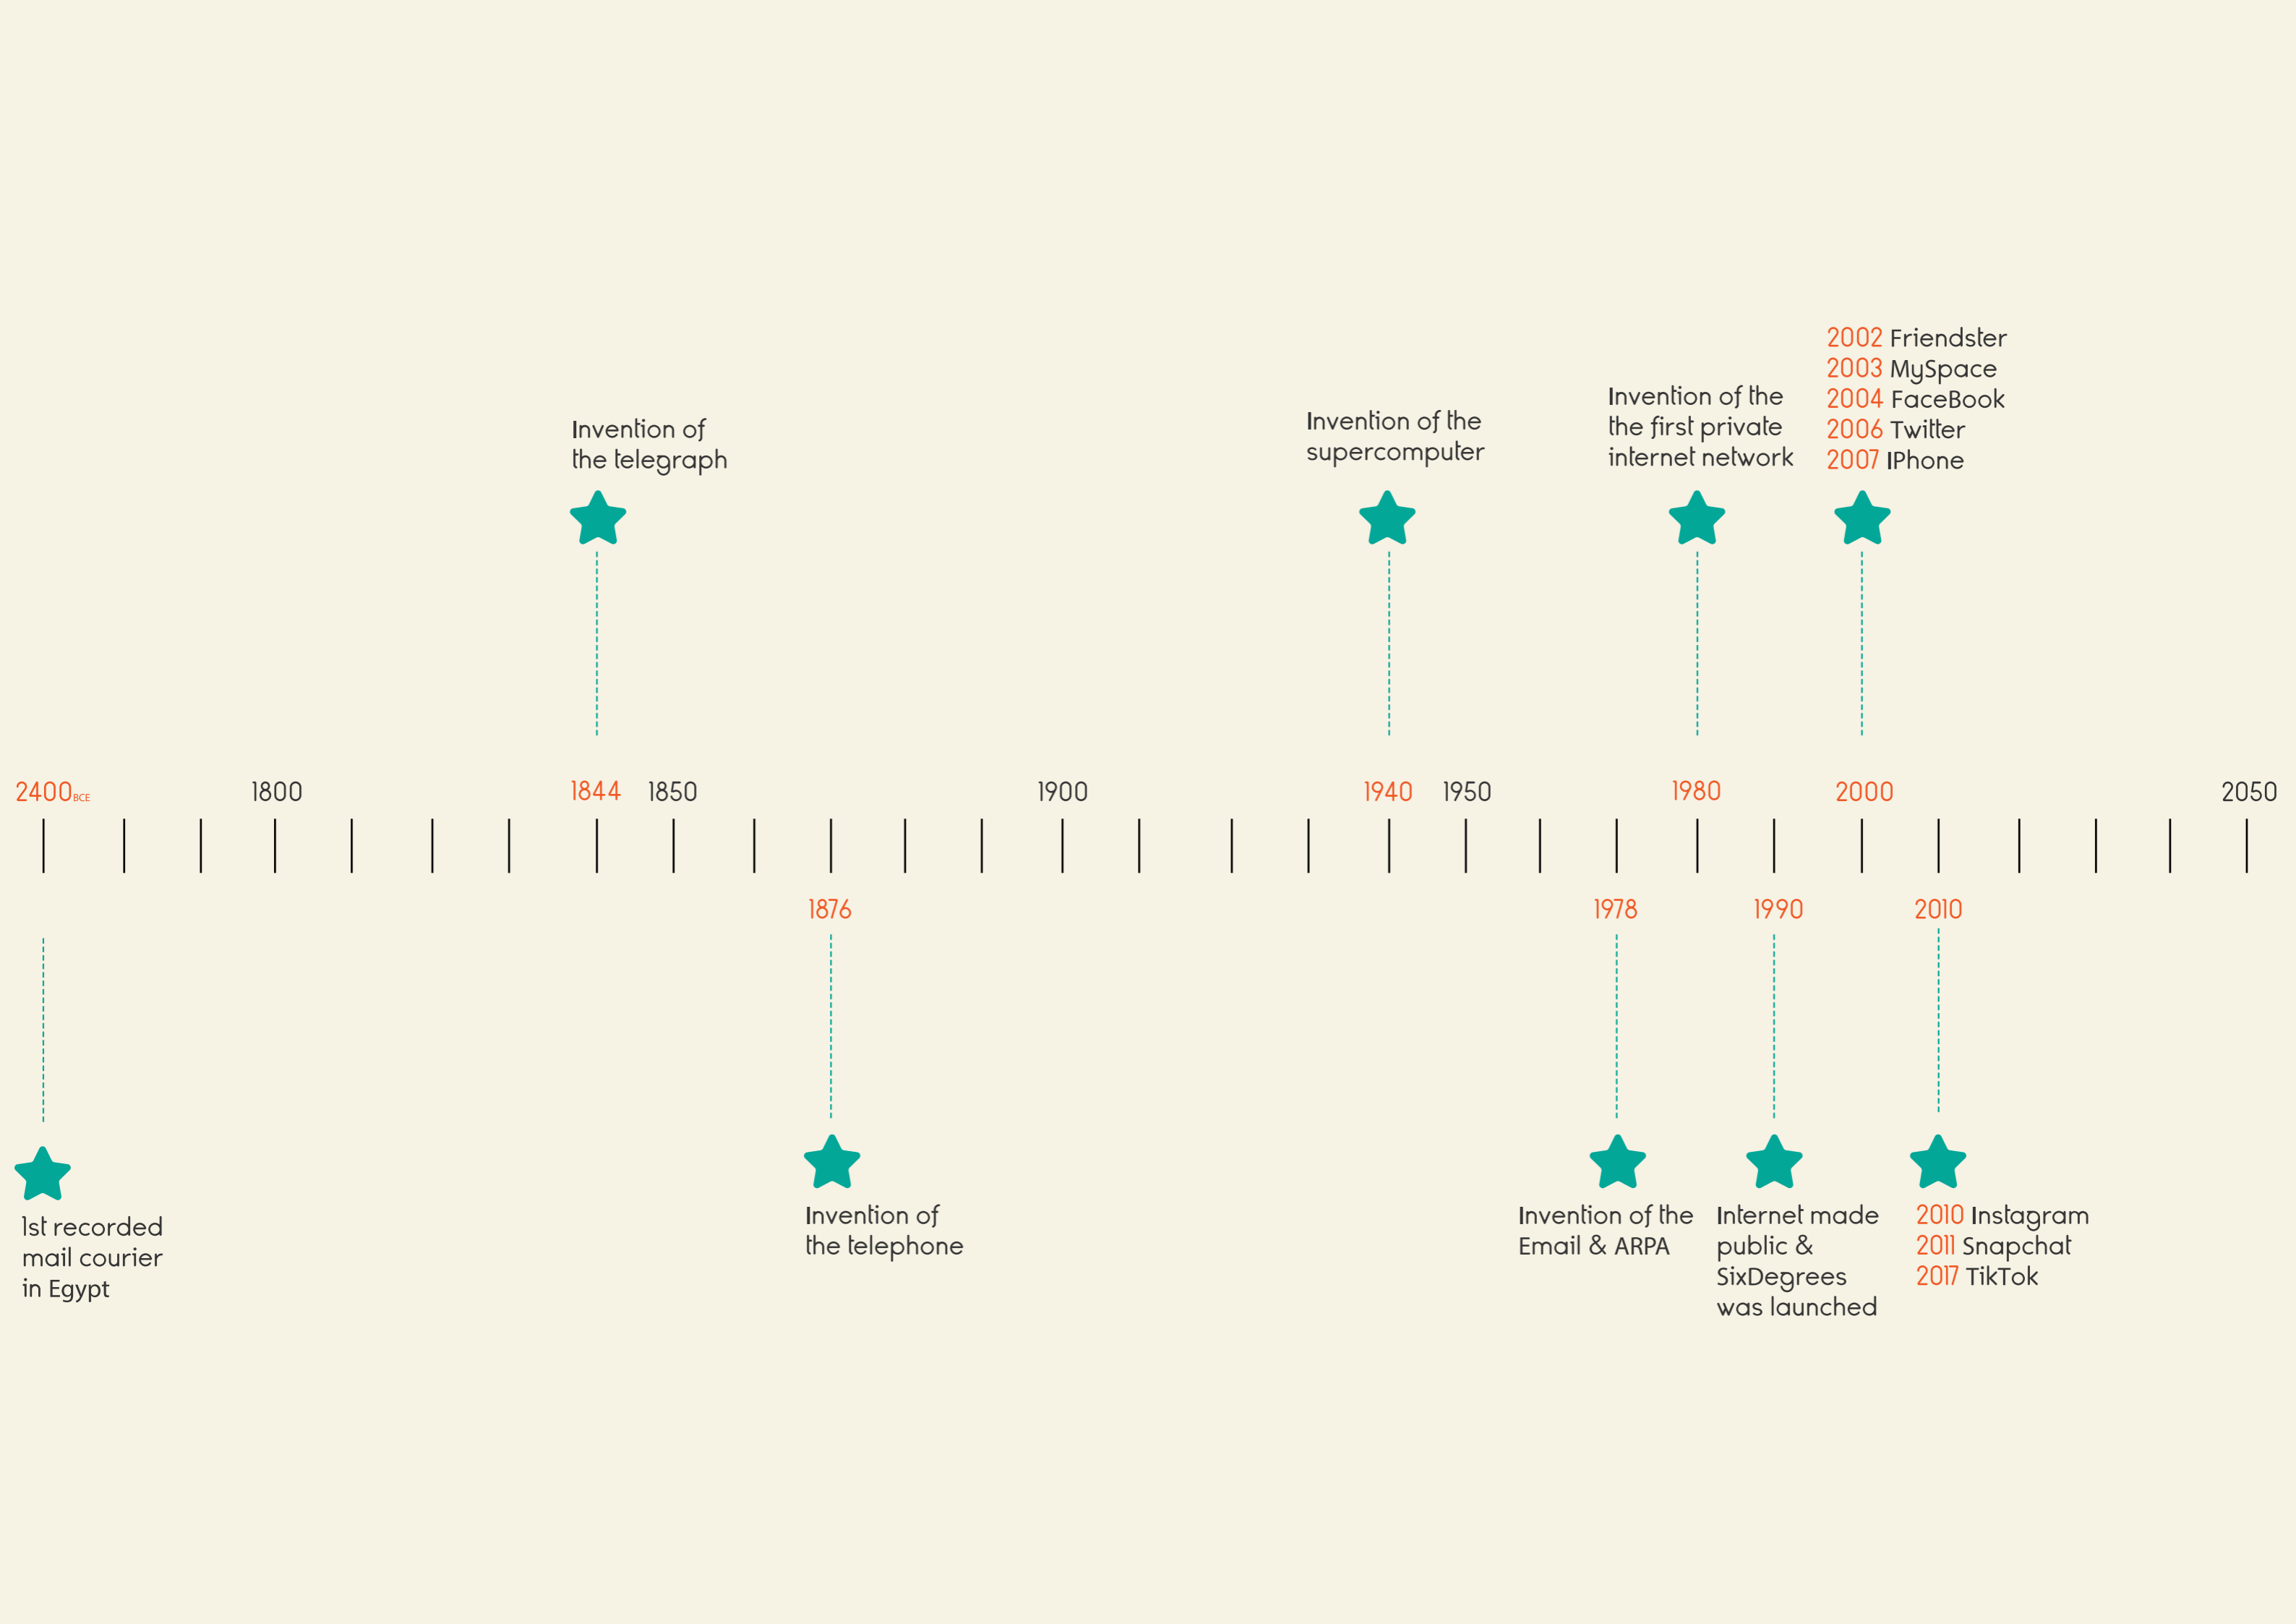 2002 Friendster
2003 MySpace
2004 FaceBook
2006 Twitter
2007 IPhone
Invention of the
the first private
internet network
Invention of the
supercomputer
Invention of
the telegraph
2400BCE
1800
1844
1850
1900
1940
1950
1980
2000
2050
1876
1978
1990
2010
1st recorded
mail courier
in Egypt
Invention of
the telephone
Invention of the
Email & ARPA
Internet made
public &
SixDegrees
was launched
2010 Instagram
2011 Snapchat
2017 TikTok